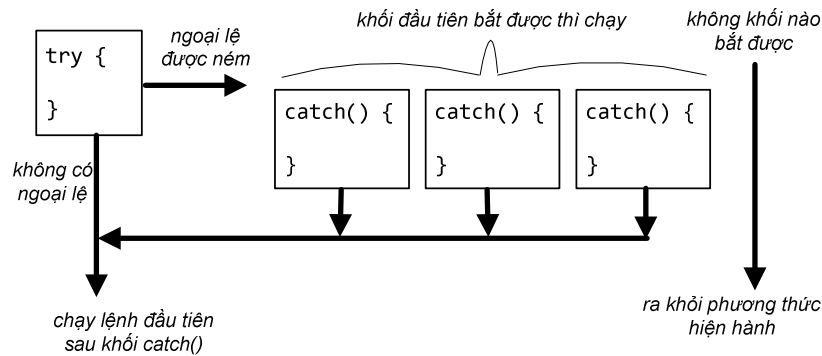 try {
}
ngoại lệ
được ném
khối đầu tiên bắt được thì chạy
catch() {
}
catch() {
}
catch() {
}
không khối nào
bắt được
không có
ngoại lệ
chạy lệnh đầu tiên
sau khối catch()
ra khỏi phương thức
hiện hành